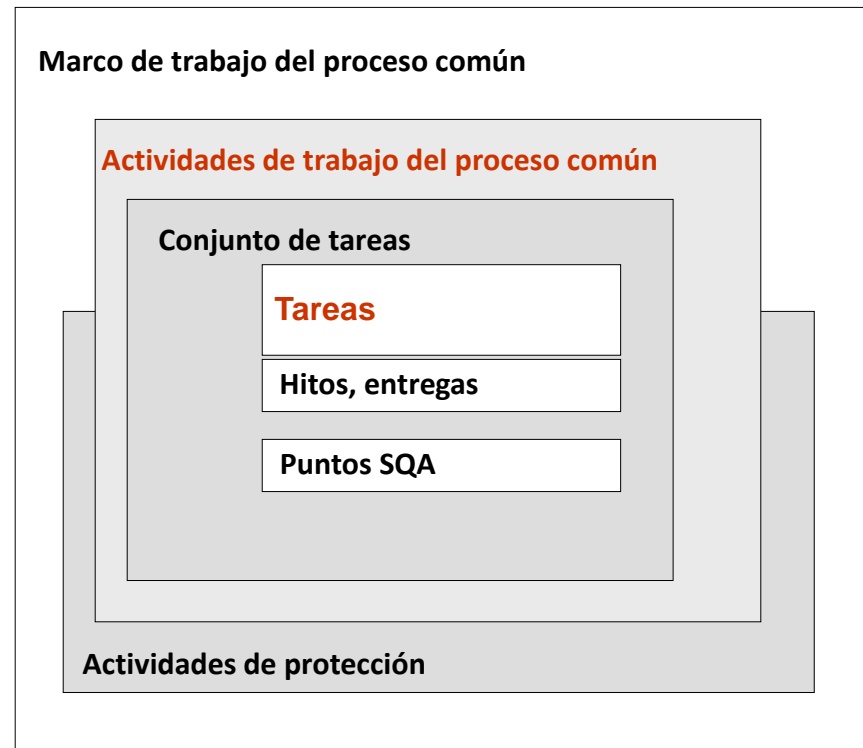 Marco de trabajo del proceso común
Actividades de trabajo del proceso común
Conjunto de tareas
Tareas
Hitos, entregas
Puntos SQA
Actividades de protección